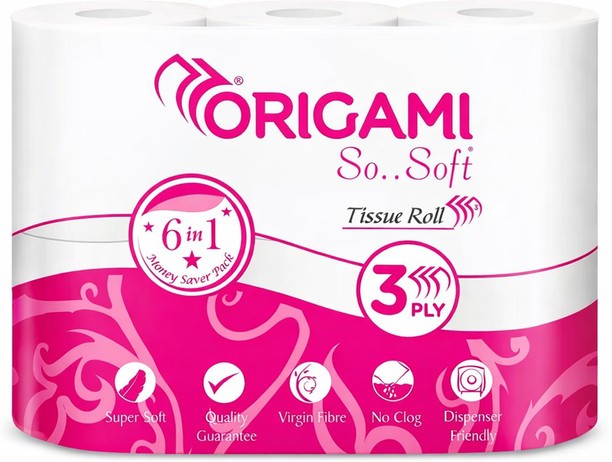 ORIGAMI®
So..Soft®
Tissue Roll 3
6 in 1
Money Saver Pack
3 PLY
Super Soft
Quality Guarantee
Virgin Fibre
No Clog
Dispenser Friendly